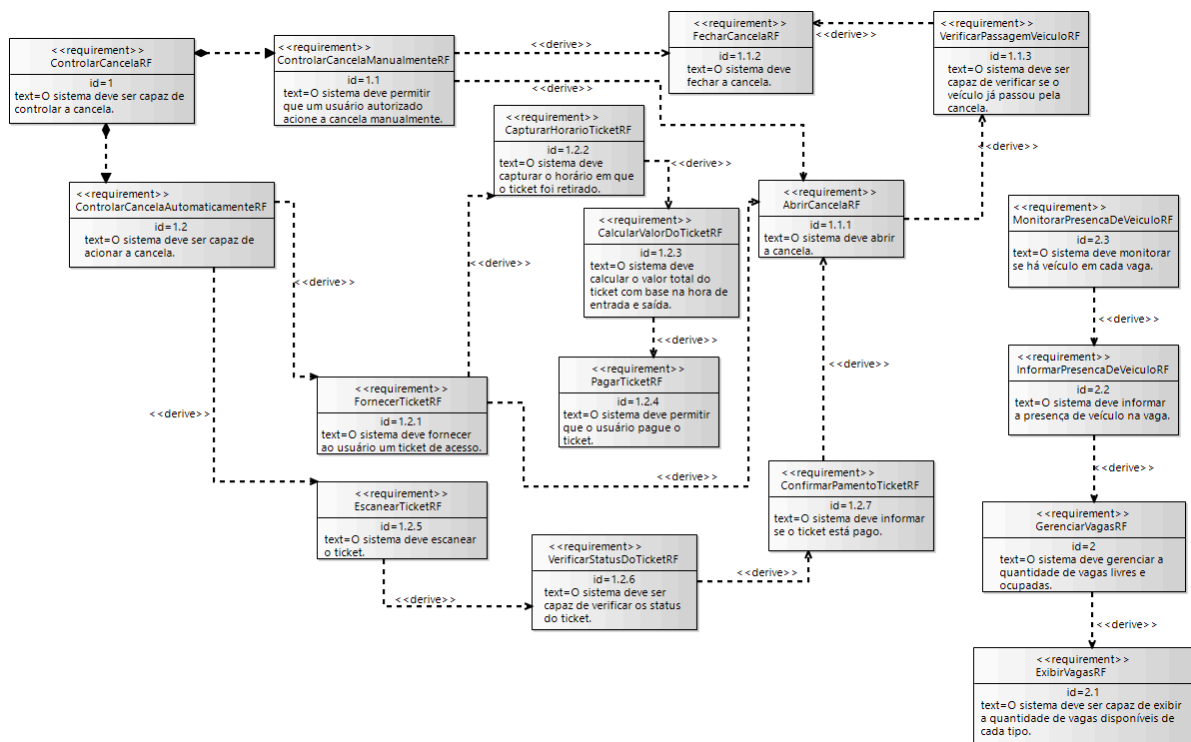 <<requirement>>
ControlarCancelaRF
id=1
text=O sistema deve ser capaz de
controlar a cancela.
<<requirement>>
ControlarCancelaManualmenteRF
id=1.1
text=O sistema deve permitir
que um usuário autorizado
acione a cancela manualmente.
<<derive>>
<<derive>>
<<requirement>>
FecharCancelaRF
id=1.1.2
text=O sistema deve
fechar a cancela.
<<derive>>
<<requirement>>
VerificarPassagemVeiculoRF
id=1.1.3
text=O sistema deve ser
capaz de verificar se o
veículo já passou pela
cancela.
<<requirement>>
CapturarHorarioTicketRF
id=1.2.2
text=O sistema deve
capturar o horário em que
o ticket foi retirado.
<<derive>>
<<derive>>
<<requirement>>
ControlarCancelaAutomaticamenteRF
id=1.2
text=O sistema deve ser capaz de
acionar a cancela.
<<requirement>>
AbrirCancelaRF
id=1.1.1
text=O sistema deve abrir
a cancela.
<<requirement>>
MonitorarPresencaDeVeiculoRF
id=2.3
text=O sistema deve monitorar
se há veículo em cada vaga.
<<requirement>>
CalcularValorDoTicketRF
id=1.2.3
text=O sistema deve
calcular o valor total do
ticket com base na hora de
entrada e saída.
<<derive>>
<<derive>>
<<derive>>
<<derive>>
<<requirement>>
InformarPresencaDeVeiculoRF
id=2.2
text=O sistema deve informar
a presença de veículo na vaga.
<<requirement>>
PagarTicketRF
id=1.2.4
text=O sistema deve permitir
que o usuário pague o
ticket.
<<derive>>
<<requirement>>
FornecerTicketRF
id=1.2.1
text=O sistema deve fornecer
ao usuário um ticket de acesso.
<<derive>>
<<derive>>
<<derive>>
<<requirement>>
ConfirmarPamentoTicketRF
id=1.2.7
text=O sistema deve informar
se o ticket está pago.
<<requirement>>
EscanearTicketRF
id=1.2.5
text=O sistema deve escanear
o ticket.
<<requirement>>
GerenciarVagasRF
id=2
text=O sistema deve gerenciar a
quantidade de vagas livres e
ocupadas.
<<requirement>>
VerificarStatusDoTicketRF
id=1.2.6
text=O sistema deve ser
capaz de verificar os status
do ticket.
<<derive>>
<<derive>>
<<derive>>
<<requirement>>
ExibirVagasRF
id=2.1
text=O sistema deve ser capaz de exibir
a quantidade de vagas disponíveis de
cada tipo.